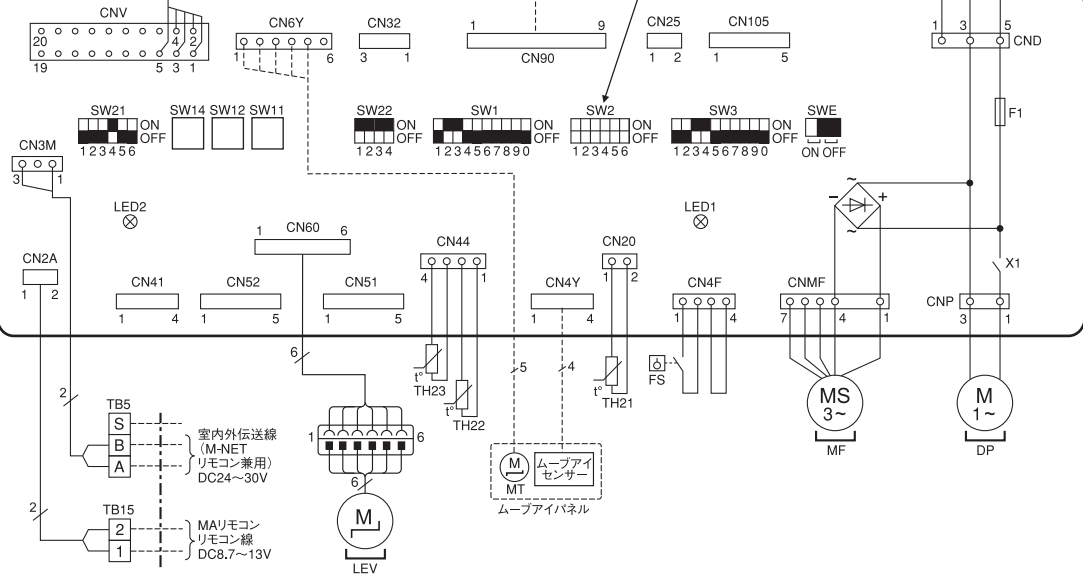 CNV
20
4
2
19
5
3
1
CN6Y
1
6
CN32
3
1
1
9
CN90
CN25
1
2
CN105
1
5
1
3
5
CND
F1
SW21
ON
OFF
123456
SW14
SW12
SW11
SW22
ON
OFF
1234
SW1
ON
OFF
1234567890
SW2
ON
OFF
123456
SW3
ON
OFF
1234567890
SWE
ON OFF
CN3M
3
1
LED2
LED1
~
−
+
~
X1
CN2A
1
2
CN41
1
4
CN52
1
5
1
CN60
6
CN51
1
5
CN44
4
1
CN4Y
1
4
CN20
1
2
CN4F
1
4
CNMF
7
4
1
CNP
3
1
6
t°
TH23
t°
TH22
5
4
t°
TH21
FS
MS
3~
MF
M
1~
DP
2
TB5
S
B
A
室内外伝送線
(M-NET
リモコン兼用)
DC24~30V
1
6
6
M
LEV
M
MT
ムーブアイ
センサー
ムーブアイパネル
2
TB15
2
1
MAリモコン
リモコン線
DC8.7~13V